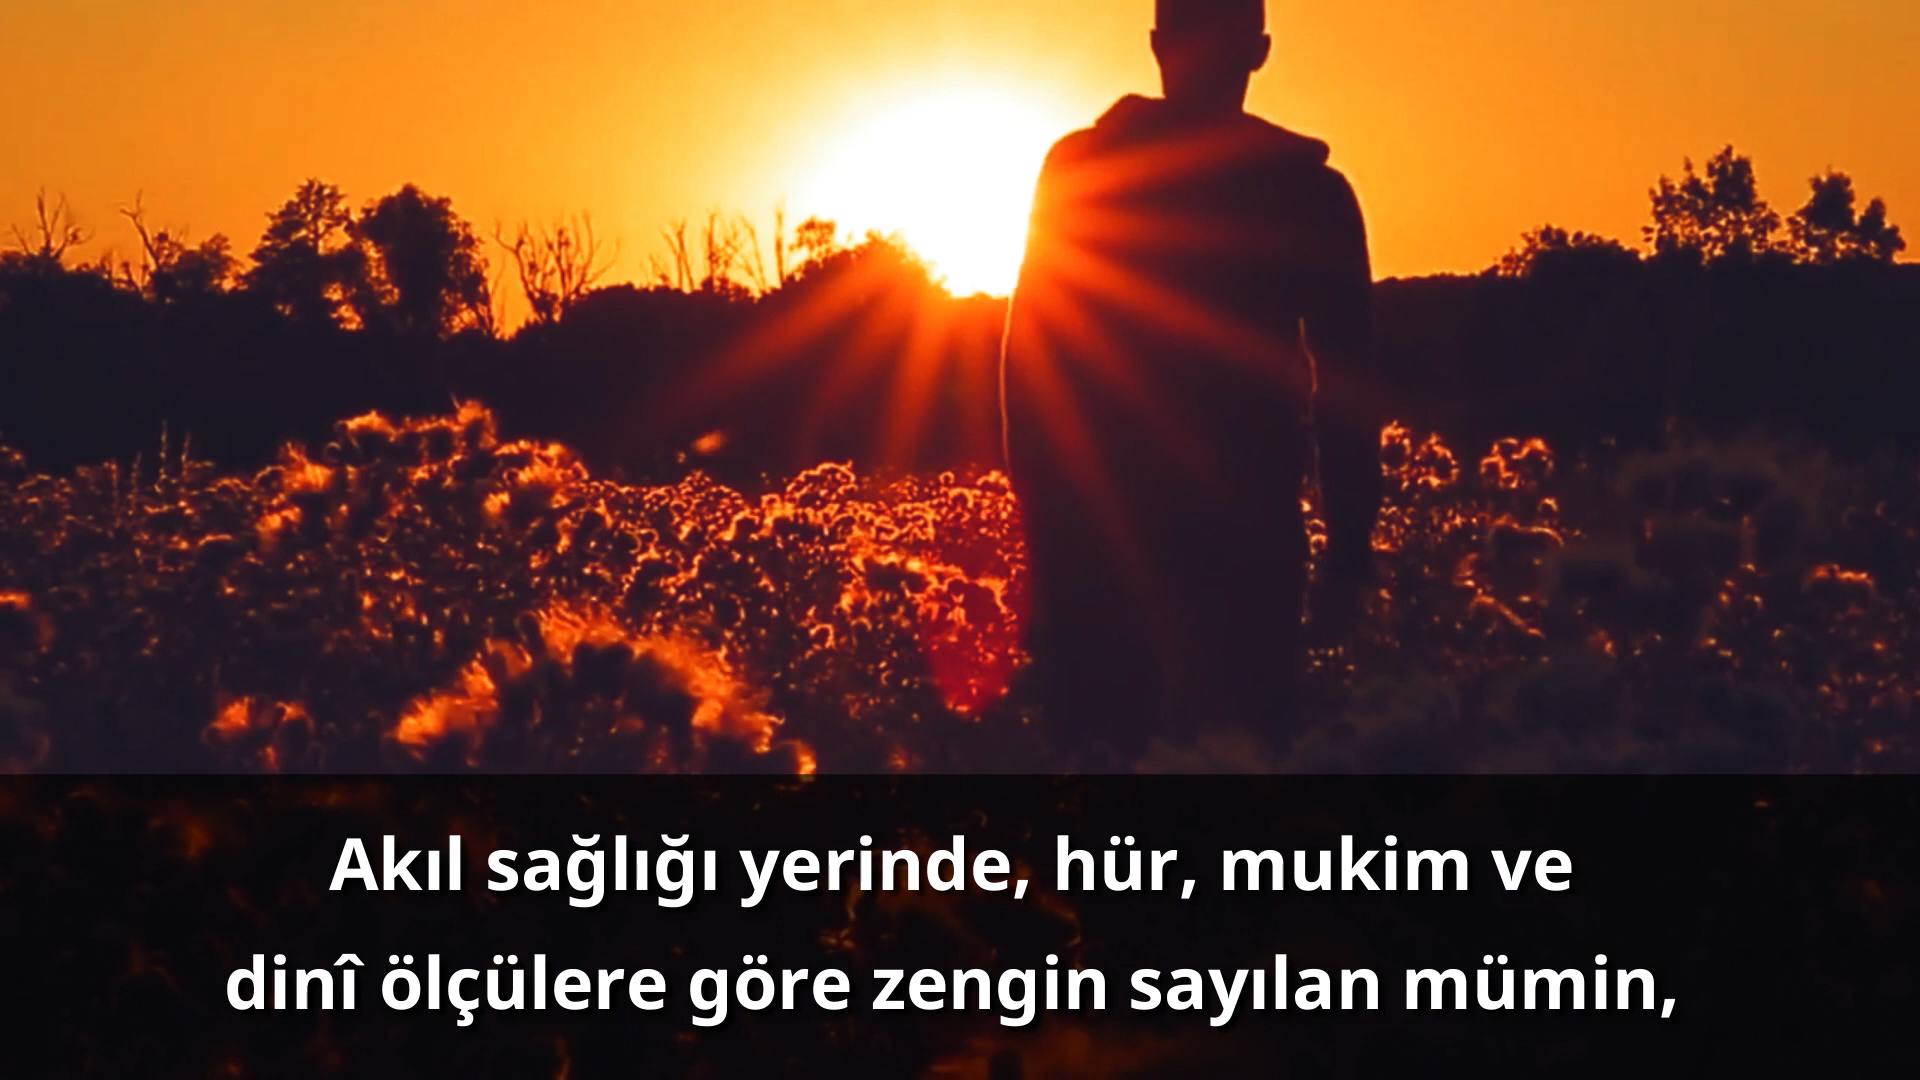 Akıl sağlığı yerinde, hür, mukim ve
dinî ölçülere göre zengin sayılan mümin,